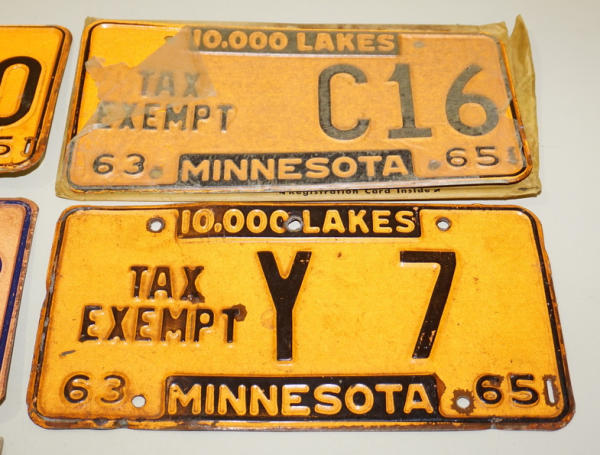 10.000 LAKES
TAX
EXEMPT
C16
63 MINNESOTA 65
Registration Card Inside
10.000 LAKES
TAX
EXEMPT
Y 7
63 MINNESOTA 65
0